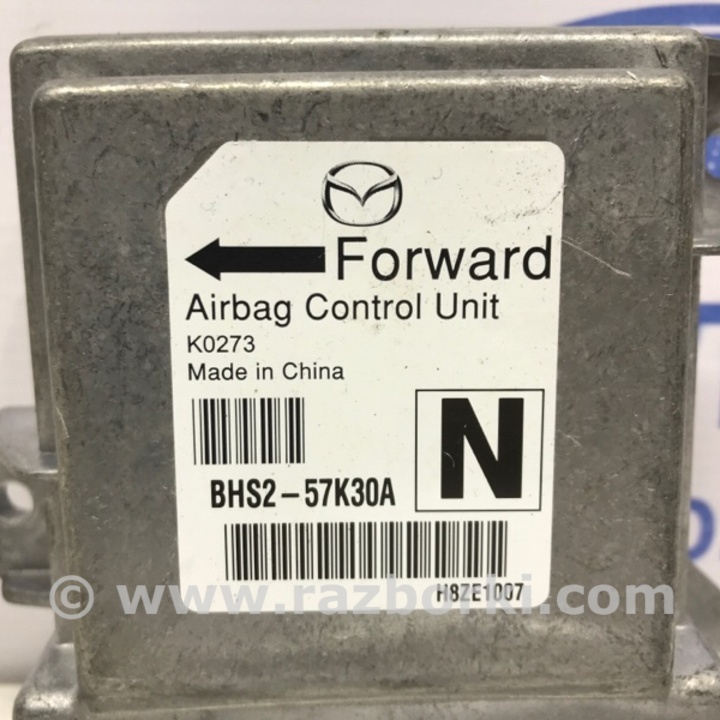 Forward
Airbag Control Unit
K0273
Made in China
N
BHS2-57K30A
H8ZE1007
© www.razborki.com